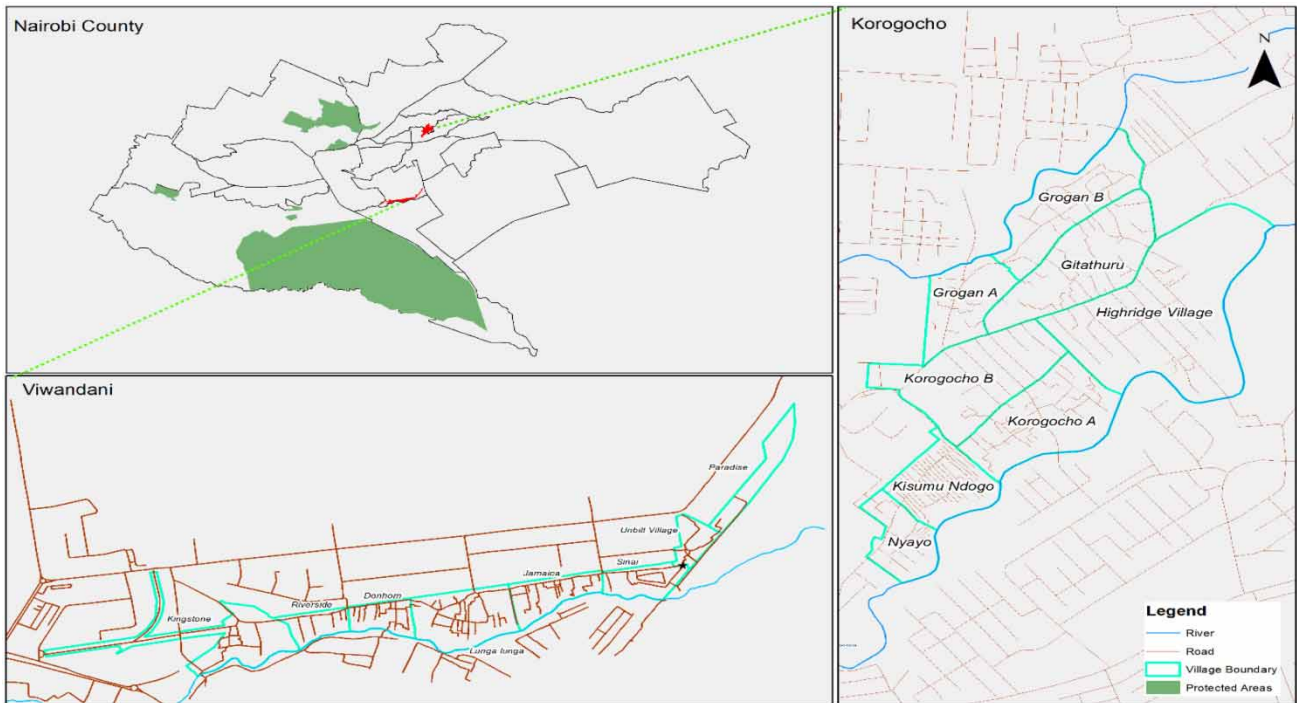 Nairobi County
Korogocho
N
Grogan B
Gitathuru
Grogan A
Highridge Village
Korogocho B
Korogocho A
Kisumu Ndogo
Nyayo
Legend
River
Road
Village Boundary
Protected Areas
Viwandani
Paradise
Unbilt Village
Sinai
Jamaica
Donhom
Riverside
Kingstone
Lunga lunga